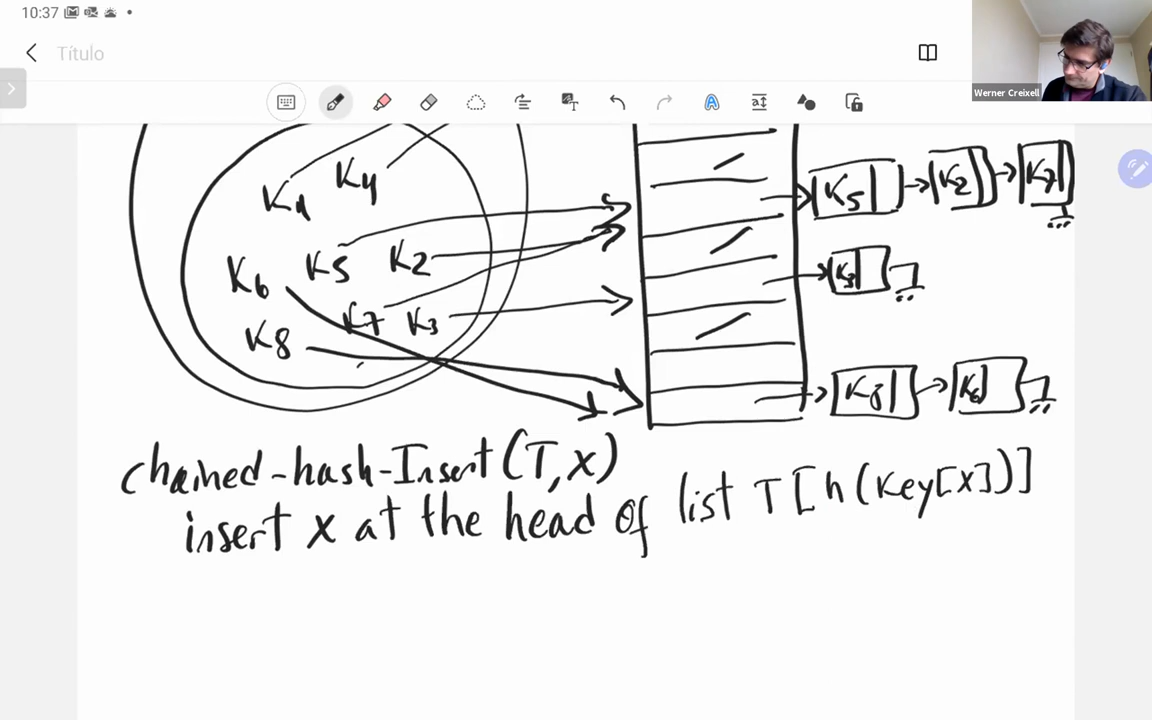 10:37
Título
Werner Creixell
K1 K4
K5 K2 K7
K6 K5 K2
K3
K7 K3
K8
K8 K6
chained-hash-Insert(T,x)
insert x at the head of list T[h(key[x])]